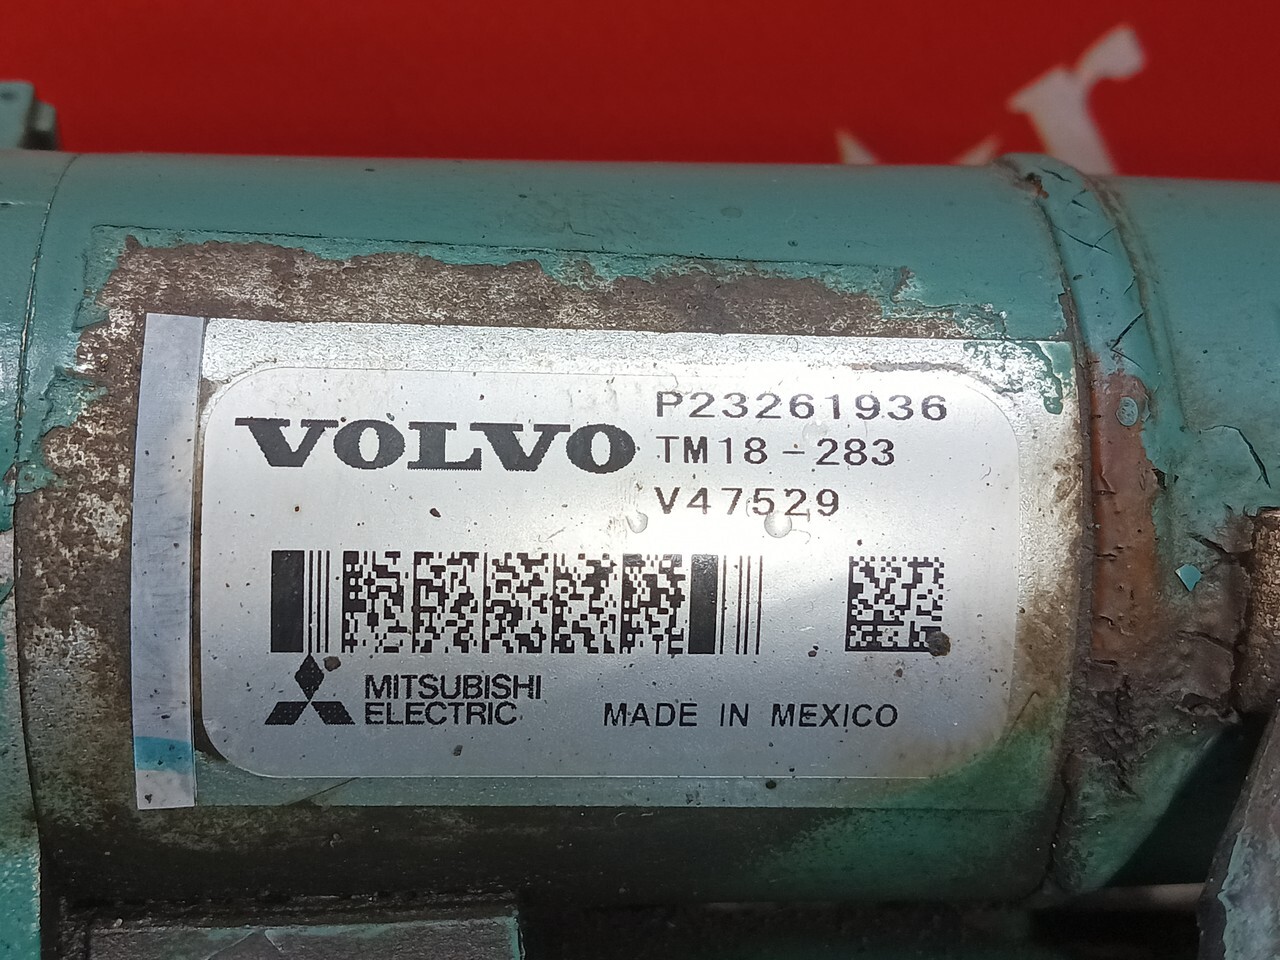 VOLVO
P23261936
TM18-283
V47529
MITSUBISHI
ELECTRIC
MADE IN MEXICO